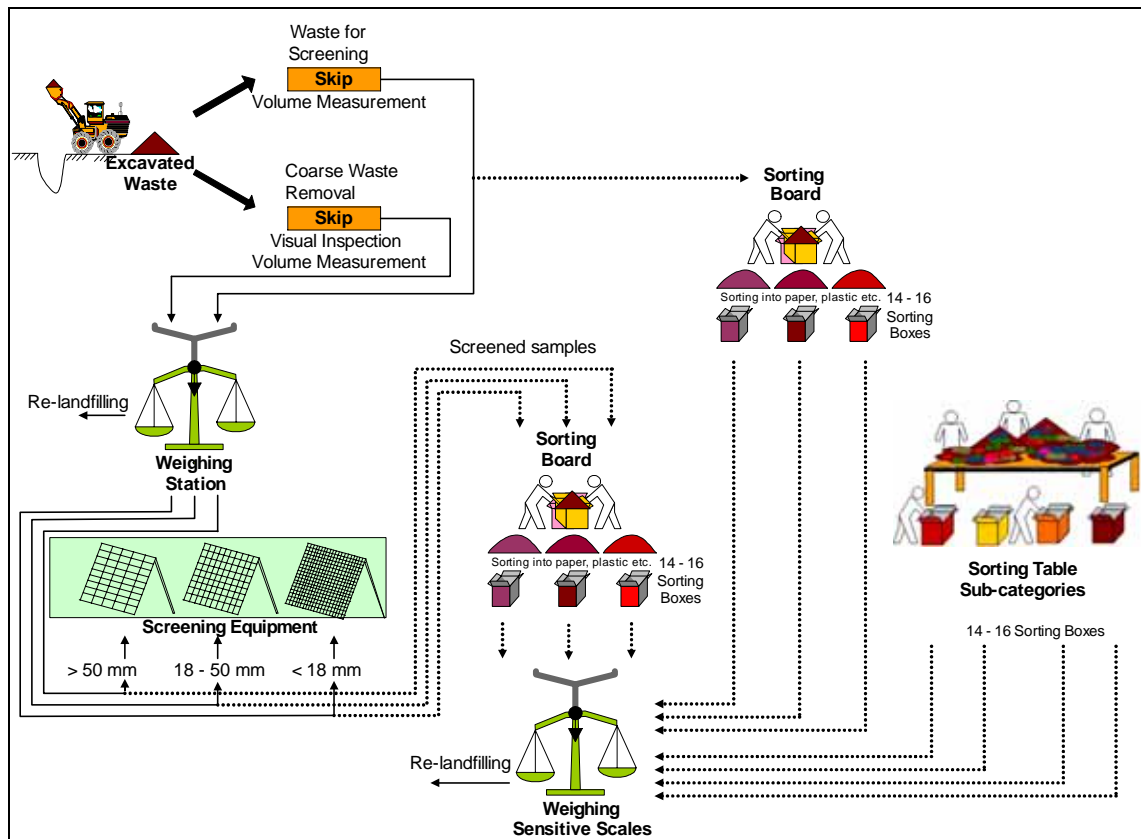 Waste for
Screening
Skip
Volume Measurement
Excavated
Waste
Coarse Waste
Removal
Skip
Visual Inspection
Volume Measurement
Sorting
Board
Sorting into paper, plastic etc.
14 - 16
Sorting
Boxes
Screened samples
Re-landfilling
Weighing
Station
Sorting
Board
Sorting into paper, plastic etc.
14 - 16
Sorting
Boxes
Sorting Table
Sub-categories
14 - 16 Sorting Boxes
Screening Equipment
> 50 mm
18 - 50 mm
< 18 mm
Re-landfilling
Weighing
Sensitive Scales